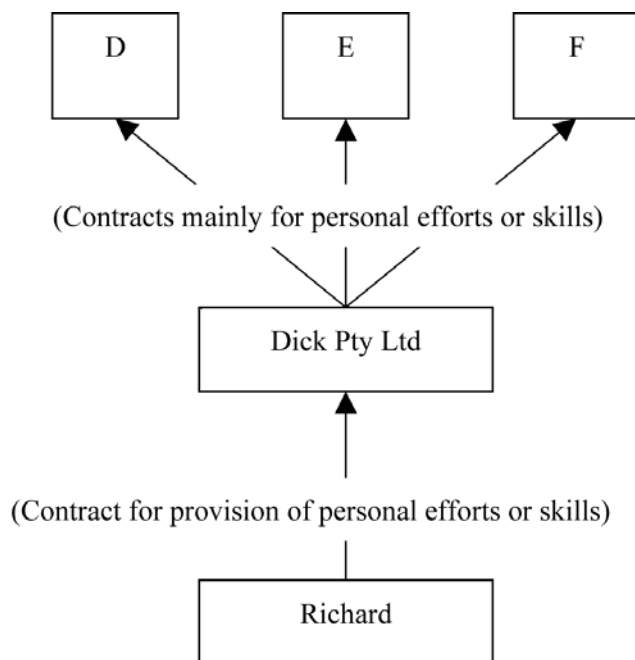 D E F
(Contracts mainly for personal efforts or skills)
Dick Pty Ltd
(Contract for provision of personal efforts or skills)
Richard